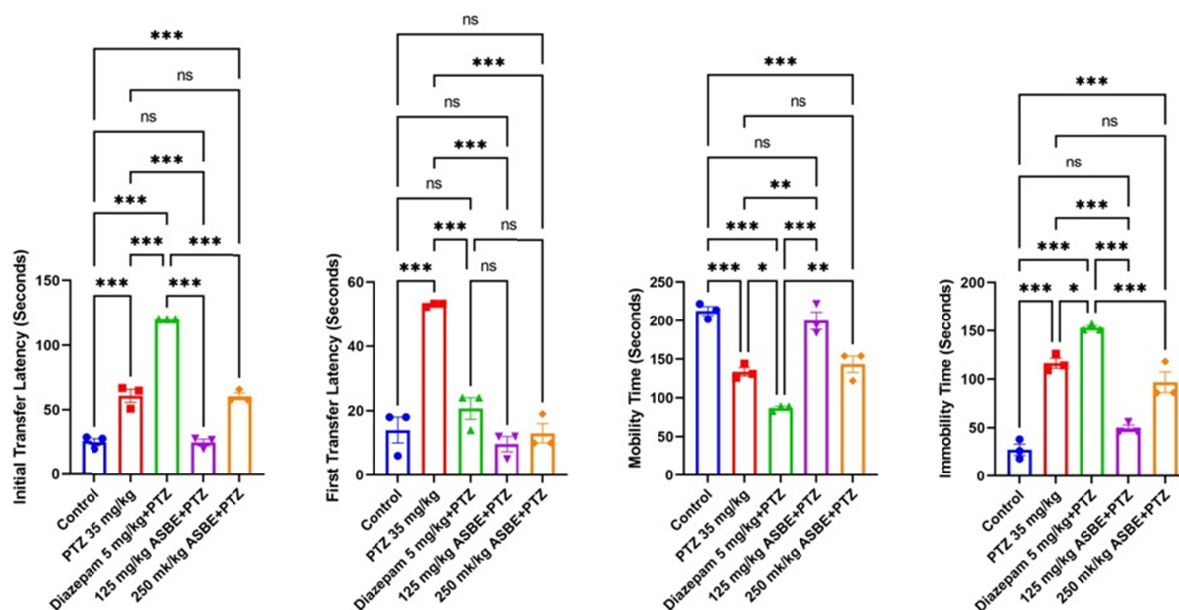 ns
***
***
***
***
ns
ns
ns
ns
ns
***
***
ns
ns
***
**
***
***
ns
ns
***
***
***
***
***
***
***
***
***
ns
***
ns
***
*
**
***
*
***
Initial Transfer Latency (Seconds)
150
100
50
0
Control
PTZ 35 mg/kg
Diazepam 5 mg/kg+PTZ
125 mg/kg ASBE+PTZ
250 mk/kg ASBE+PTZ
First Transfer Latency (Seconds)
60
40
20
0
Control
PTZ 35 mg/kg
Diazepam 5 mg/kg+PTZ
125 mg/kg ASBE+PTZ
250 mk/kg ASBE+PTZ
Mobility Time (Seconds)
250
200
150
100
50
0
Control
PTZ 35 mg/kg
Diazepam 5 mg/kg+PTZ
125 mg/kg ASBE+PTZ
250 mk/kg ASBE+PTZ
Immobility Time (Seconds)
200
150
100
50
0
Control
PTZ 35 mg/kg
Diazepam 5 mg/kg+PTZ
125 mg/kg ASBE+PTZ
250 mk/kg ASBE+PTZ